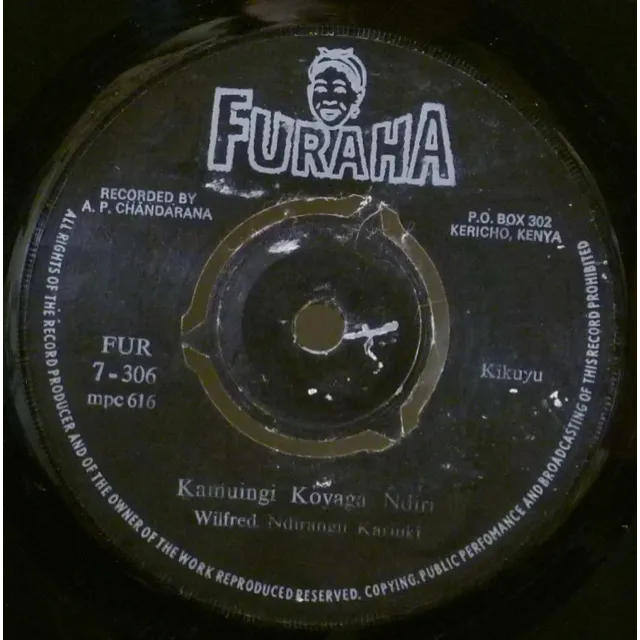 FURAHA
RECORDED BY
A. P. CHANDARANA
P.O. BOX 302
KERICHO, KENYA
FUR
7-306
mpc 616
Kikuyu
Kamuingi Koyaga Ndiri
Wilfred Ndirangu Kariuki
ALL RIGHTS OF THE RECORD PRODUCER AND OF THE OWNER OF THE WORK REPRODUCED RESERVED. COPYING, PUBLIC PERFOMANCE AND BROADCASTING OF THIS RECORD PROHIBITED